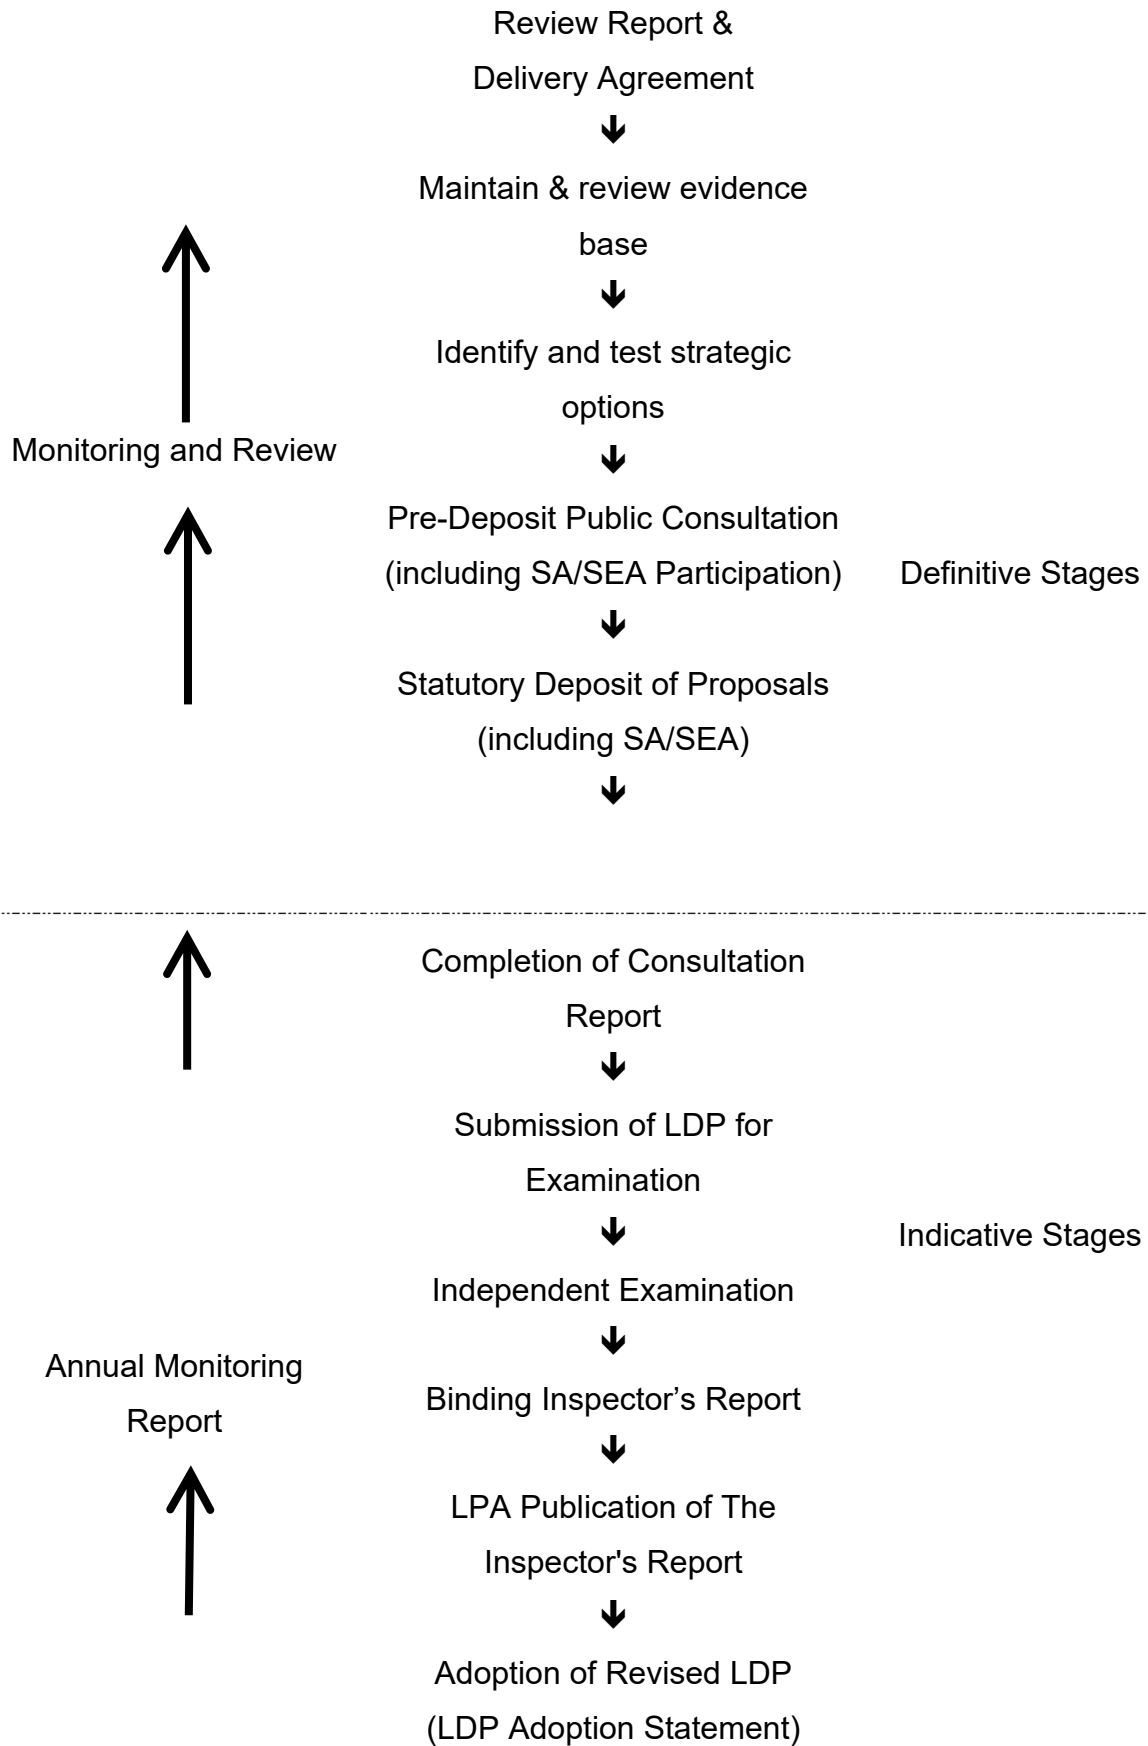 Review Report &
Delivery Agreement
Maintain & review evidence
base
Identify and test strategic
options
Monitoring and Review
Pre-Deposit Public Consultation
(including SA/SEA Participation)
Definitive Stages
Statutory Deposit of Proposals
(including SA/SEA)
Completion of Consultation
Report
Submission of LDP for
Examination
Indicative Stages
Independent Examination
Annual Monitoring
Report
Binding Inspector’s Report
LPA Publication of The
Inspector's Report
Adoption of Revised LDP
(LDP Adoption Statement)